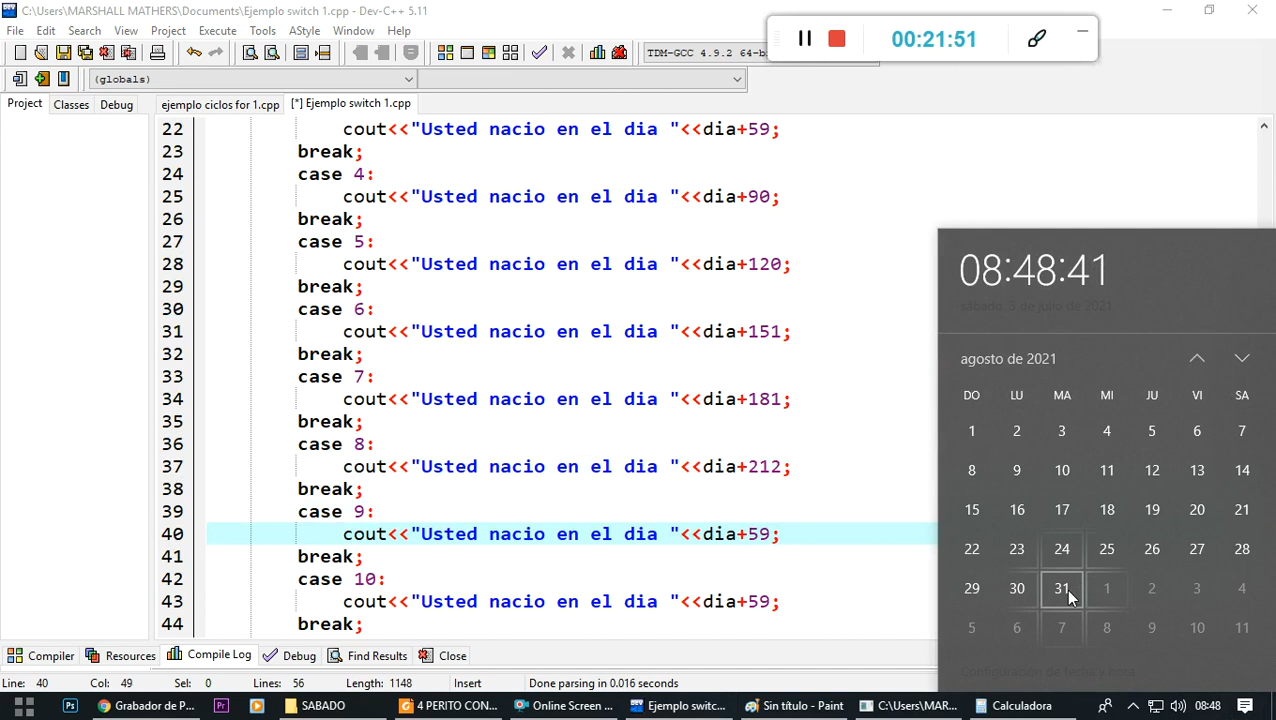 C:\Users\MARSHALL MATHERS\Documents\Ejemplo switch 1.cpp - Dev-C++ 5.11
File Edit Search View Project Execute Tools AStyle Window Help
00:21:51
TDM-GCC 4.9.2 64-b
(globals)
Project Classes Debug
ejemplo ciclos for 1.cpp [*] Ejemplo switch 1.cpp
22 cout<<"Usted nacio en el dia "<<dia+59;
23 break;
24 case 4:
25 cout<<"Usted nacio en el dia "<<dia+90;
26 break;
27 case 5:
28 cout<<"Usted nacio en el dia "<<dia+120;
29 break;
30 case 6:
31 cout<<"Usted nacio en el dia "<<dia+151;
32 break;
33 case 7:
34 cout<<"Usted nacio en el dia "<<dia+181;
35 break;
36 case 8:
37 cout<<"Usted nacio en el dia "<<dia+212;
38 break;
39 case 9:
40 cout<<"Usted nacio en el dia "<<dia+59;
41 break;
42 case 10:
43 cout<<"Usted nacio en el dia "<<dia+59;
44 break;
08:48:41
sábado, 3 de julio de 2021
agosto de 2021
DO LU MA MI JU VI SA
1 2 3 4 5 6 7
8 9 10 11 12 13 14
15 16 17 18 19 20 21
22 23 24 25 26 27 28
29 30 31 1 2 3 4
5 6 7 8 9 10 11
Configuración de fecha y hora
Compiler Resources Compile Log Debug Find Results Close
Line: 40 Col: 49 Sel: 0 Lines: 56 Length: 1148 Insert Done parsing in 0.016 seconds
Ps Grabador de P... Pr SABADO 4 PERITO CON... Online Screen ... Ejemplo switc... Sin título - Paint C:\Users\MAR... Calculadora 08:48